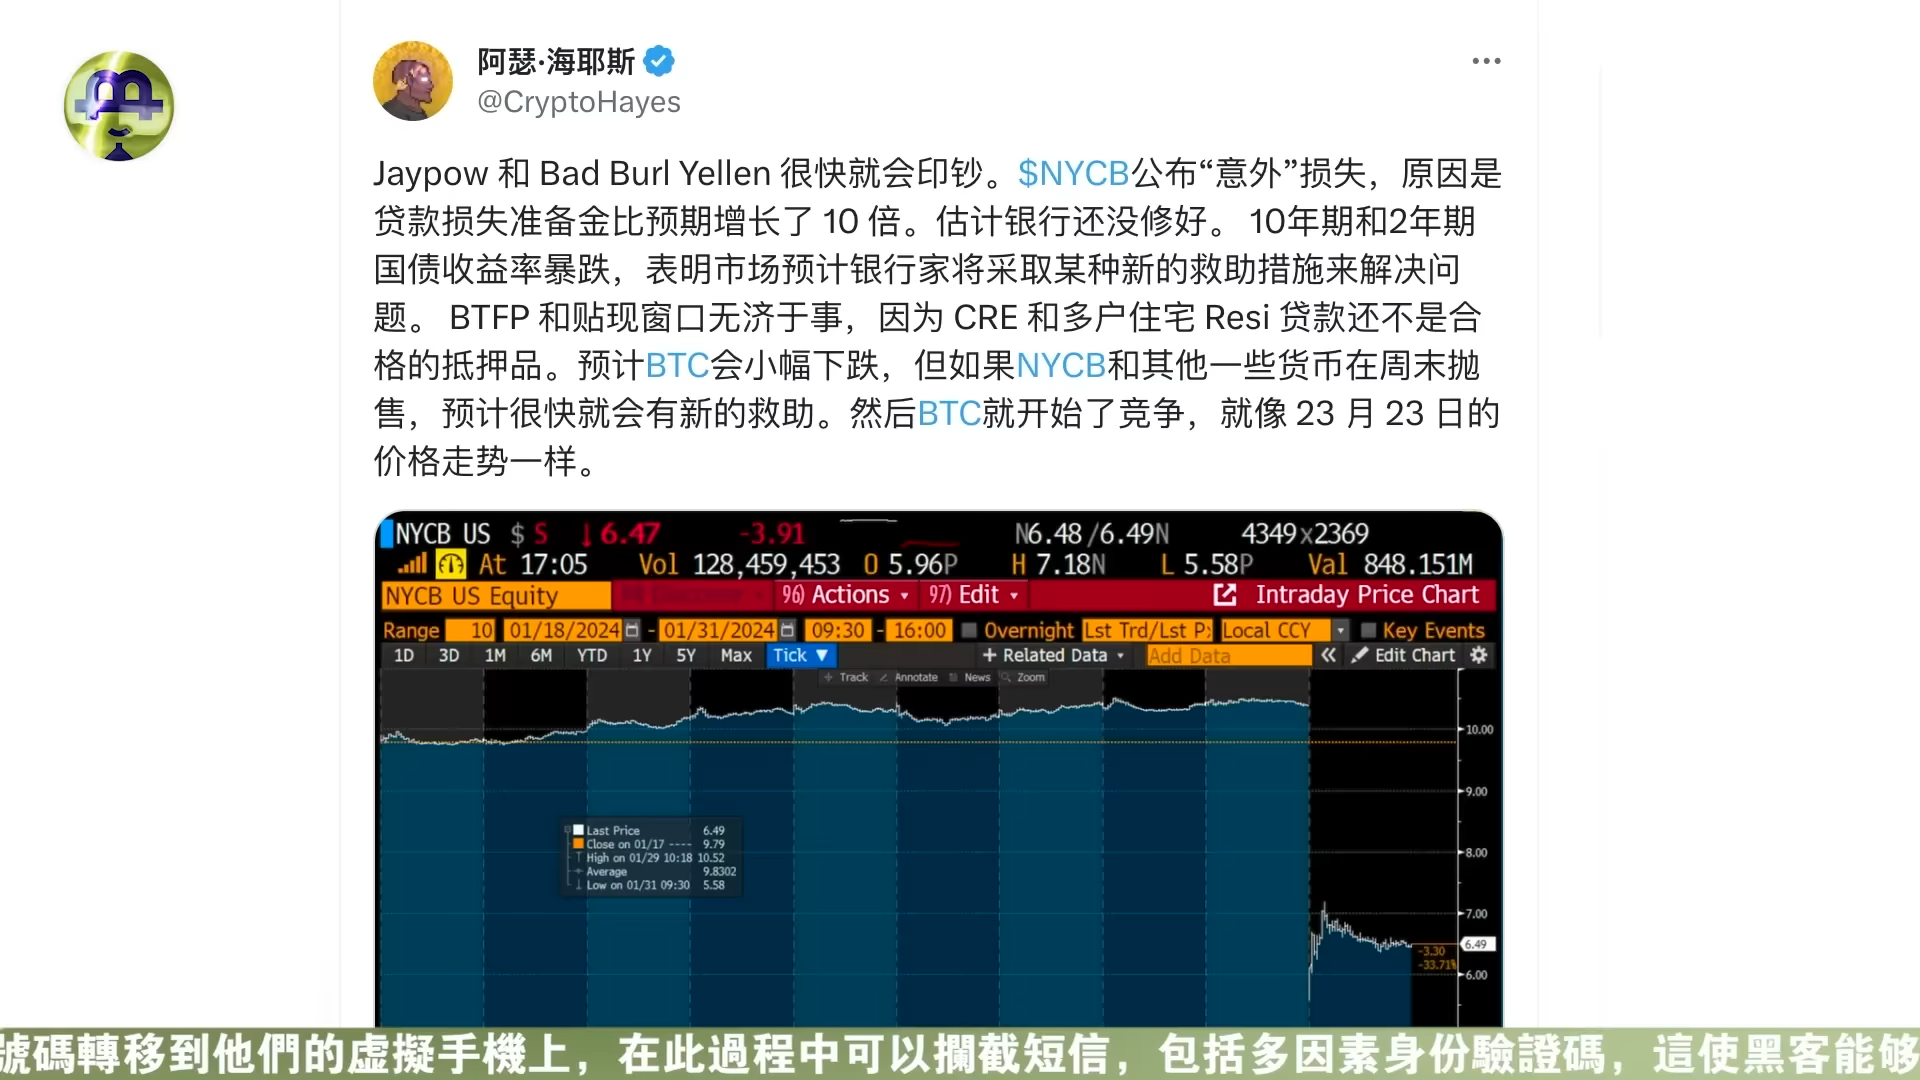 阿瑟·海耶斯
@CryptoHayes
Jaypow 和 Bad Burl Yellen 很快就会印钞。$NYCB公布“意外”损失，原因是
贷款损失准备金比预期增长了 10 倍。估计银行还没修好。 10年期和2年期
国债收益率暴跌，表明市场预计银行家将采取某种新的救助措施来解决问
题。 BTFP 和贴现窗口无济于事，因为 CRE 和多户住宅 Resi 贷款还不是合
格的抵押品。预计BTC会小幅下跌，但如果NYCB和其他一些货币在周末抛
售，预计很快就会有新的救助。然后BTC就开始了竞争，就像 23 月 23 日的
价格走势一样。
NYCB US $ S ↓6.47 -3.91 N6.48/6.49N 4349x2369
At 17:05 Vol 128,459,453 O 5.96P H 7.18N L 5.58P Val 848.151M
NYCB US Equity 96) Actions 97) Edit Intraday Price Chart
Range 10 01/18/2024 - 01/31/2024 09:30 - 16:00 Overnight Lst Trd/Lst P Local CCY Key Events
1D 3D 1M 6M YTD 1Y 5Y Max Tick ▼ + Related Data Add Data « Edit Chart
Track Annotate News Zoom
10.00
9.00
Last Price 6.49
Close on 01/17 ---- 9.79
High on 01/29 10:18 10.52
Average 9.8302
Low on 01/31 09:30 5.58
8.00
7.00
6.49
-3.30
-33.71%
6.00
號碼轉移到他們的虛擬手機上，在此過程中可以攔截短信，包括多因素身份驗證碼，這使黑客能够